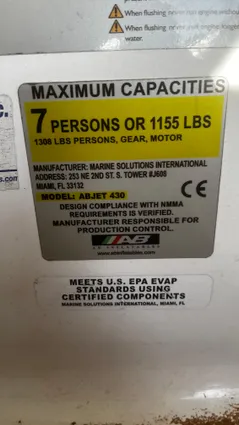 When flushing never run engine without
When flushing never
water.
s.com
MAXIMUM CAPACITIES
7 PERSONS OR 1155 LBS
1308 LBS PERSONS, GEAR, MOTOR
MANUFACTURER: MARINE SOLUTIONS INTERNATIONAL
ADDRESS: 253 NE 2ND ST. S. TOWER #J608
MIAMI, FL 33132
MODEL: ABJET 430
CE
DESIGN COMPLIANCE WITH NMMA
REQUIREMENTS IS VERIFIED.
MANUFACTURER RESPONSIBLE FOR
PRODUCTION CONTROL.
AB
MEETS U.S. EPA EVAP
STANDARDS USING
CERTIFIED COMPONENTS
MARINE SOLUTIONS INTERNATIONAL, MIAMI, FL